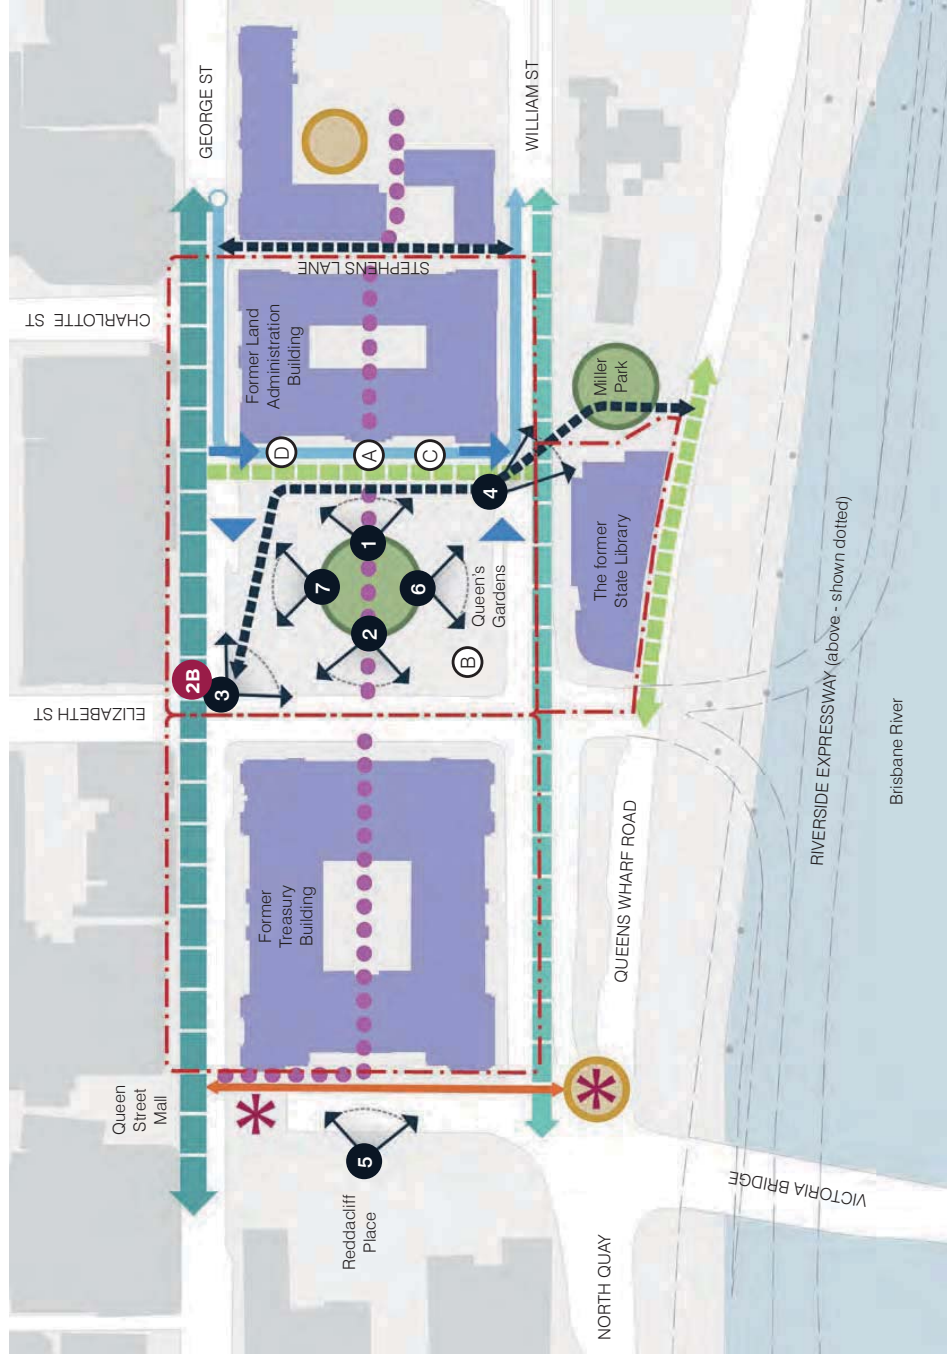 GEORGE ST
WILLIAM ST
CHARLOTTE ST
STEPHENS LANE
Former Land
Administration
Building
Miller
Park
D
A
C
4
1
7
6
2
Queen's
Gardens
B
The former
State Library
2B
3
ELIZABETH ST
RIVERSIDE EXPRESSWAY (above - shown dotted)
Brisbane River
Former
Treasury
Building
QUEENS WHARF ROAD
Queen
Street
Mall
5
Reddacliff
Place
VICTORIA BRIDGE
NORTH QUAY